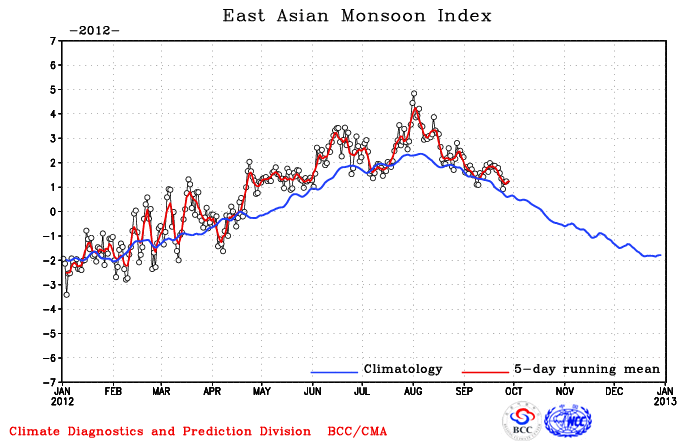 East Asian Monsoon Index
-2012-
7
6
5
4
3
2
1
0
-1
-2
-3
-4
-5
-6
-7
Climatology
5-day running mean
JAN FEB MAR APR MAY JUN JUL AUG SEP OCT NOV DEC JAN
2012 2013
BCC NCC
Climate Diagnostics and Prediction Division BCC/CMA